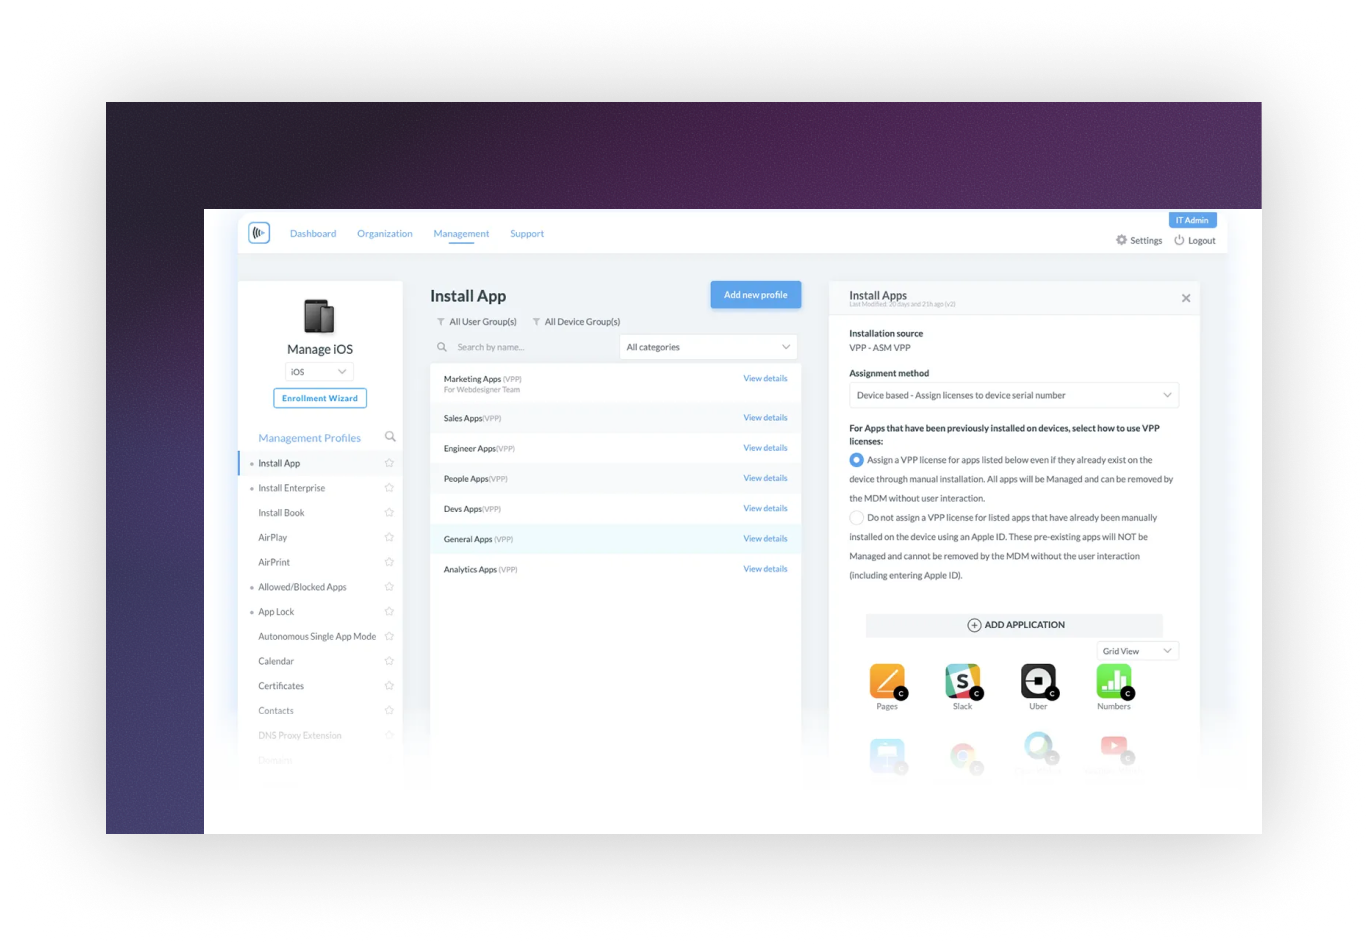 IT Admin
Dashboard Organization Management Support
Settings Logout
Manage iOS
iOS
Enrollment Wizard
Management Profiles
Install App
Install Enterprise
Install Book
AirPlay
AirPrint
Allowed/Blocked Apps
App Lock
Autonomous Single App Mode
Calendar
Certificates
Contacts
DNS Proxy Extension
Domains
Install App
Add new profile
All User Group(s) All Device Group(s)
Search by name...
All categories
Marketing Apps (VPP) View details
For Webdesigner Team
Sales Apps(VPP) View details
Engineer Apps(VPP) View details
People Apps(VPP) View details
Devs Apps(VPP) View details
General Apps (VPP) View details
Analytics Apps (VPP) View details
Install Apps
Last Modified: 20 days and 21h ago (v2)
Installation source
VPP - ASM VPP
Assignment method
Device based - Assign licenses to device serial number
For Apps that have been previously installed on devices, select how to use VPP
licenses:
Assign a VPP license for apps listed below even if they already exist on the
device through manual installation. All apps will be Managed and can be removed by
the MDM without user interaction.
Do not assign a VPP license for listed apps that have already been manually
installed on the device using an Apple ID. These pre-existing apps will NOT be
Managed and cannot be removed by the MDM without the user interaction
(including entering Apple ID).
ADD APPLICATION
Grid View
S
C C C C
Pages Slack Uber Numbers
C C C C